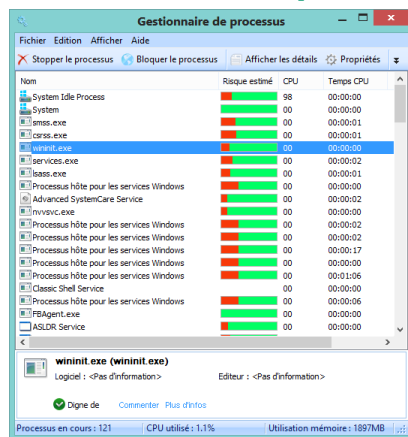 Gestionnaire de processus
Fichier Edition Afficher Aide
Stopper le processus Bloquer le processus Afficher les détails Propriétés
Nom Risque estimé CPU Temps CPU
System Idle Process 98 00:00:00
System 00 00:00:00
smss.exe 00 00:00:01
csrss.exe 00 00:00:01
wininit.exe 00 00:00:00
services.exe 00 00:00:02
lsass.exe 00 00:00:01
Processus hôte pour les services Windows 00 00:00:00
Advanced SystemCare Service 00 00:00:02
nvvsvc.exe 00 00:00:00
Processus hôte pour les services Windows 00 00:00:02
Processus hôte pour les services Windows 00 00:00:02
Processus hôte pour les services Windows 00 00:00:17
Processus hôte pour les services Windows 00 00:00:00
Processus hôte pour les services Windows 00 00:01:06
Classic Shell Service 00 00:00:00
Processus hôte pour les services Windows 00 00:00:06
FBAgent.exe 00 00:00:00
ASLDR Service 00 00:00:00
wininit.exe (wininit.exe)
Logiciel : <Pas d'information> Editeur : <Pas d'information>
Digne de Commenter Plus d'infos
Processus en cours : 121 CPU utilisé : 1.1% Utilisation mémoire : 1897MB